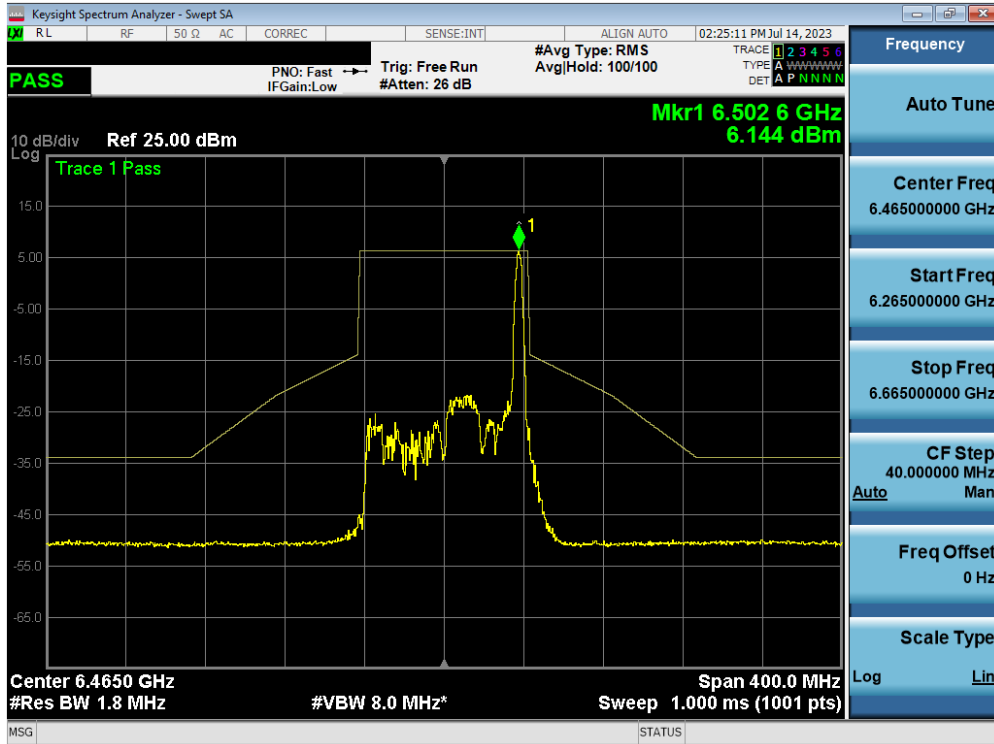 Keysight Spectrum Analyzer - Swept SA
LXI RL RF 50 Ω AC CORREC SENSE:INT ALIGN AUTO 02:25:11 PM Jul 14, 2023
PASS
PNO: Fast
IFGain:Low
Trig: Free Run
#Atten: 26 dB
#Avg Type: RMS
Avg|Hold: 100/100
TRACE 1 2 3 4 5 6
TYPE A WWWWW
DET A P N N N N
Mkr1 6.502 6 GHz
6.144 dBm
10 dB/div Ref 25.00 dBm
Log
Trace 1 Pass
1
15.0
5.00
-5.00
-15.0
-25.0
-35.0
-45.0
-55.0
-65.0
Center 6.4650 GHz
Span 400.0 MHz
#Res BW 1.8 MHz
#VBW 8.0 MHz*
Sweep 1.000 ms (1001 pts)
MSG
STATUS
Frequency
Auto Tune
Center Freq
6.465000000 GHz
Start Freq
6.265000000 GHz
Stop Freq
6.665000000 GHz
CF Step
40.000000 MHz
Auto Man
Freq Offset
0 Hz
Scale Type
Log Lin